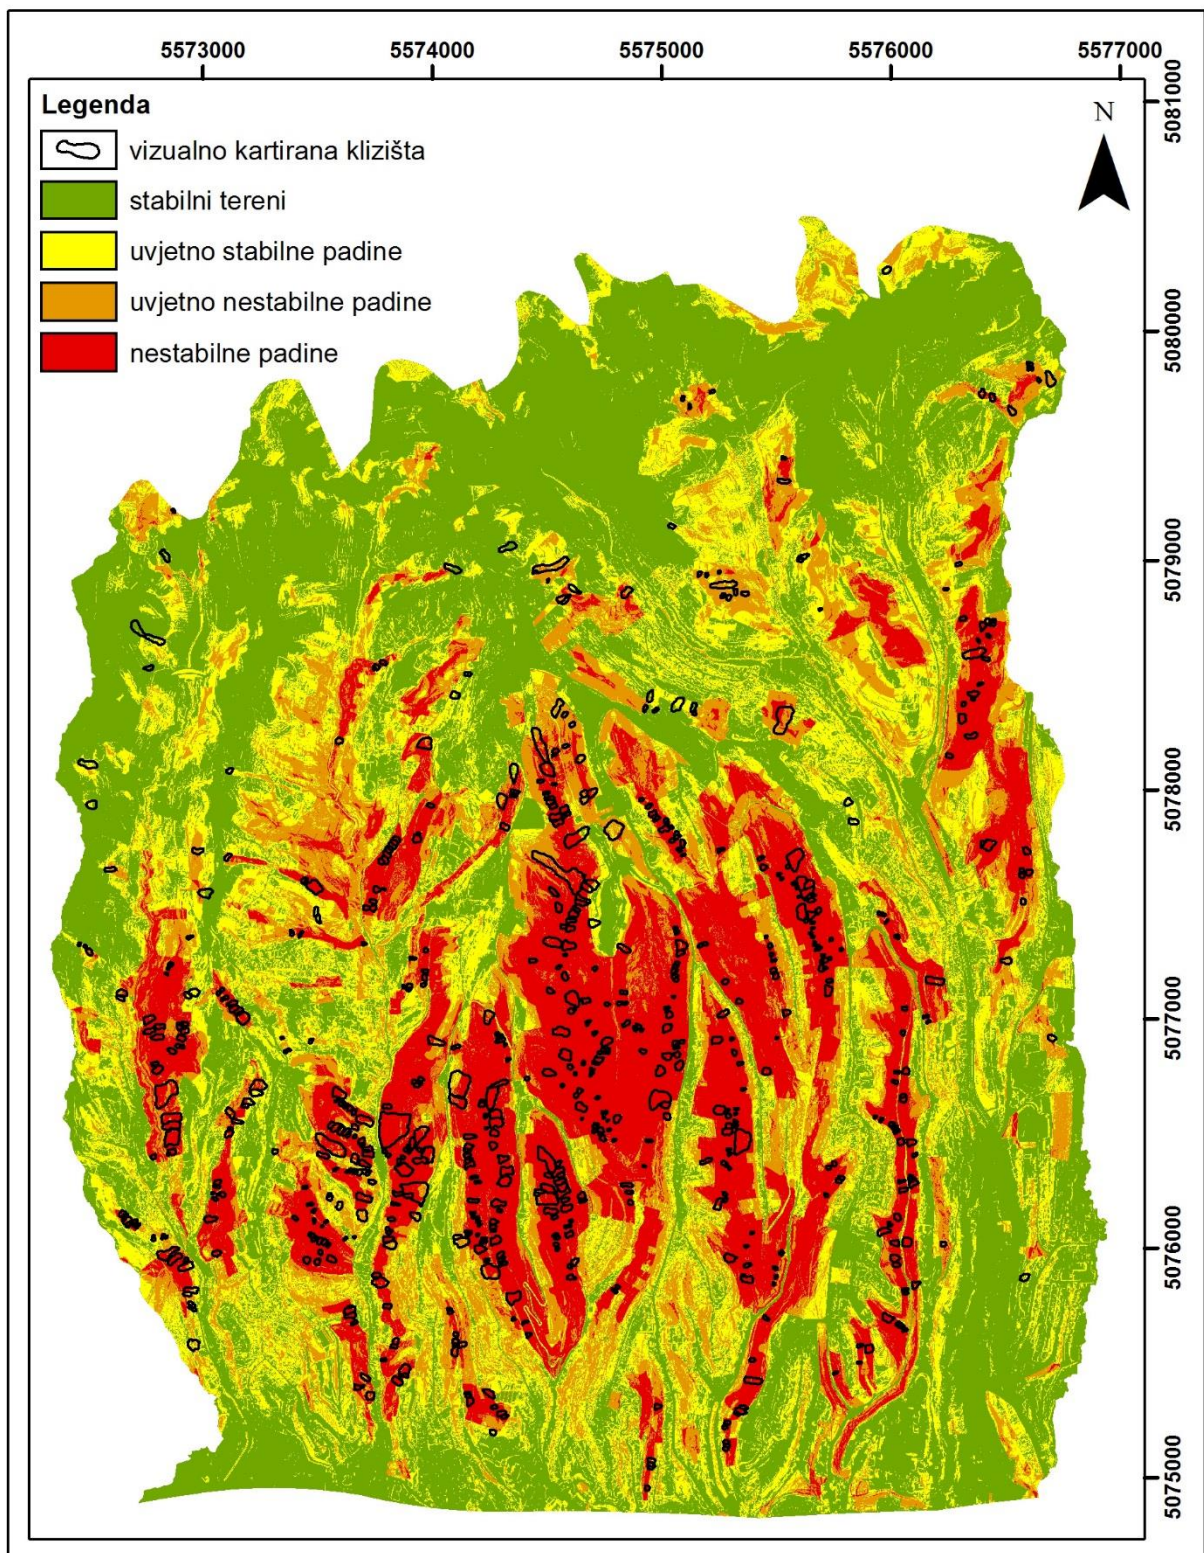 5573000 5574000 5575000 5576000 5577000
Legenda
vizualno kartirana klizišta
stabilni tereni
uvjetno stabilne padine
uvjetno nestabilne padine
nestabilne padine
N
5081000
5080000
5079000
5078000
5077000
5076000
5075000